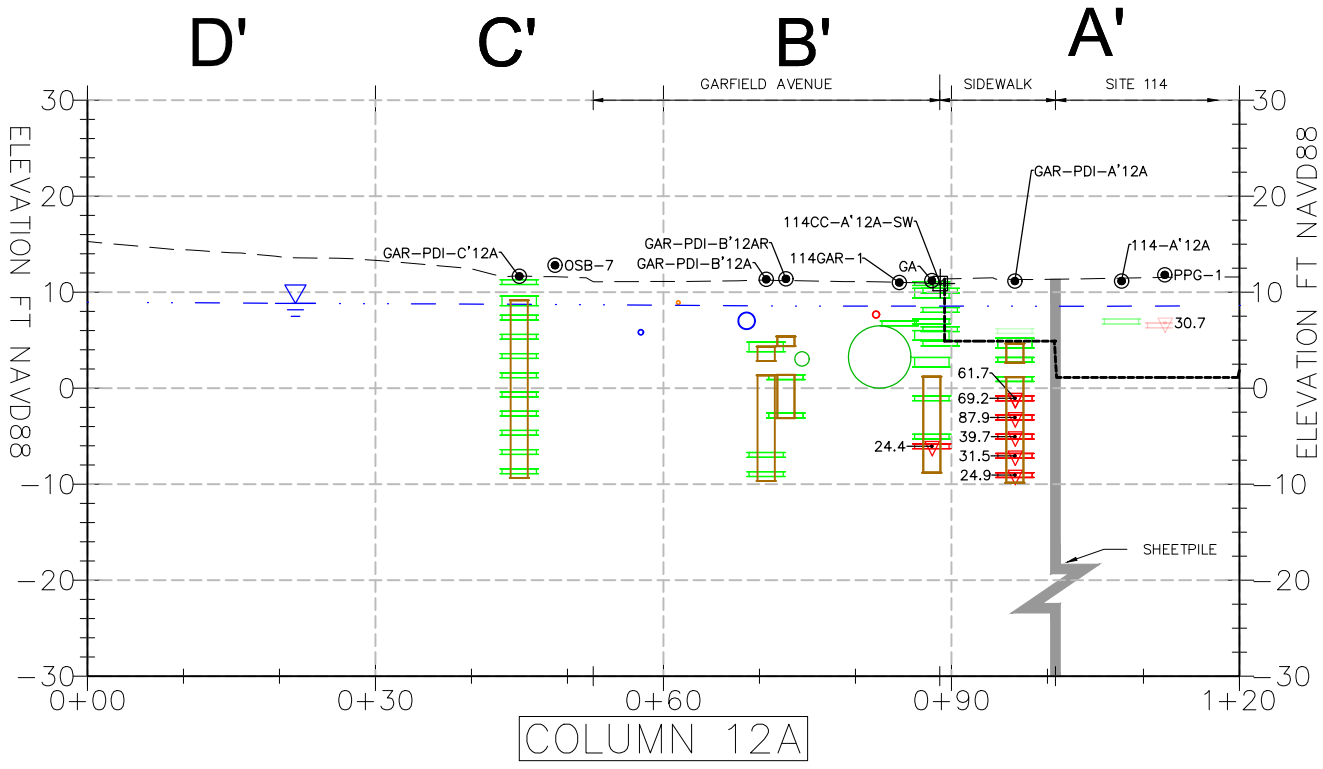 D' C' B' A'
GARFIELD AVENUE SIDEWALK SITE 114
30 30
20 20
10 10
0 0
-10 -10
-20 -20
-30 -30
ELEVATION FT NAVD88
ELEVATION FT NAVD88
GAR-PDI-A'12A
114CC-A'12A-SW
GAR-PDI-C'12A
OSB-7
GAR-PDI-B'12AR
GAR-PDI-B'12A
114GAR-1
GA
114-A'12A
PPG-1
30.7
61.7
69.2
87.9
39.7
24.4
31.5
24.9
SHEETPILE
0+00 0+30 0+60 0+90 1+20
COLUMN 12A